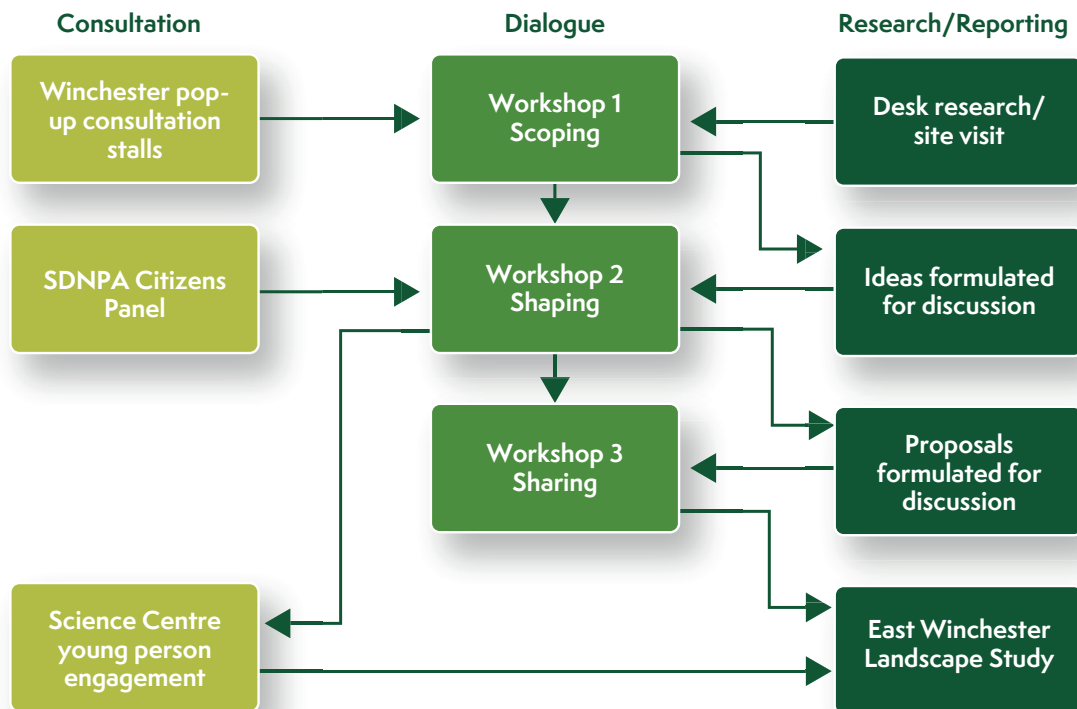 Consultation
Dialogue
Research/Reporting
Winchester pop-
up consultation
stalls
Workshop 1
Scoping
Desk research/
site visit
SDNPA Citizens
Panel
Workshop 2
Shaping
Ideas formulated
for discussion
Workshop 3
Sharing
Proposals
formulated for
discussion
Science Centre
young person
engagement
East Winchester
Landscape Study